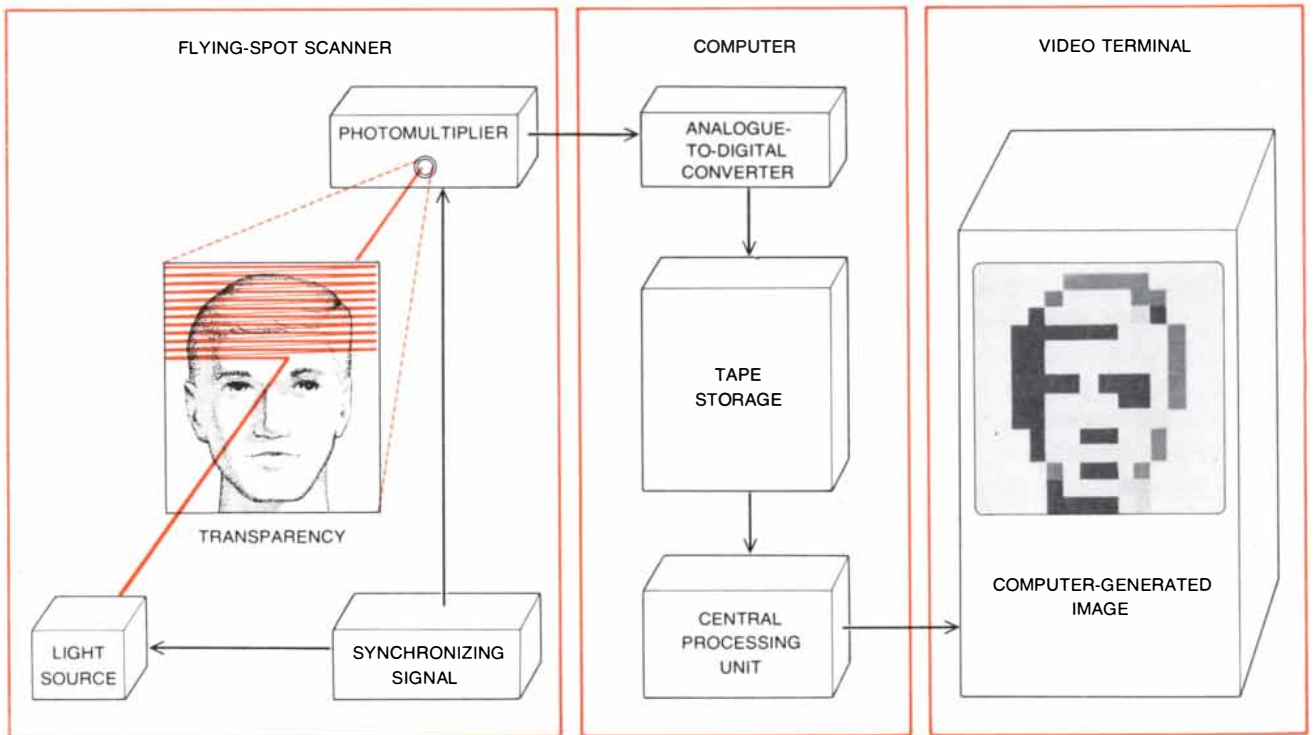 FLYING-SPOT SCANNER
PHOTOMULTIPLIER
TRANSPARENCY
LIGHT
SOURCE
SYNCHRONIZING
SIGNAL
COMPUTER
ANALOGUE-
TO-DIGITAL
CONVERTER
TAPE
STORAGE
CENTRAL
PROCESSING
UNIT
VIDEO TERMINAL
COMPUTER-GENERATED
IMAGE